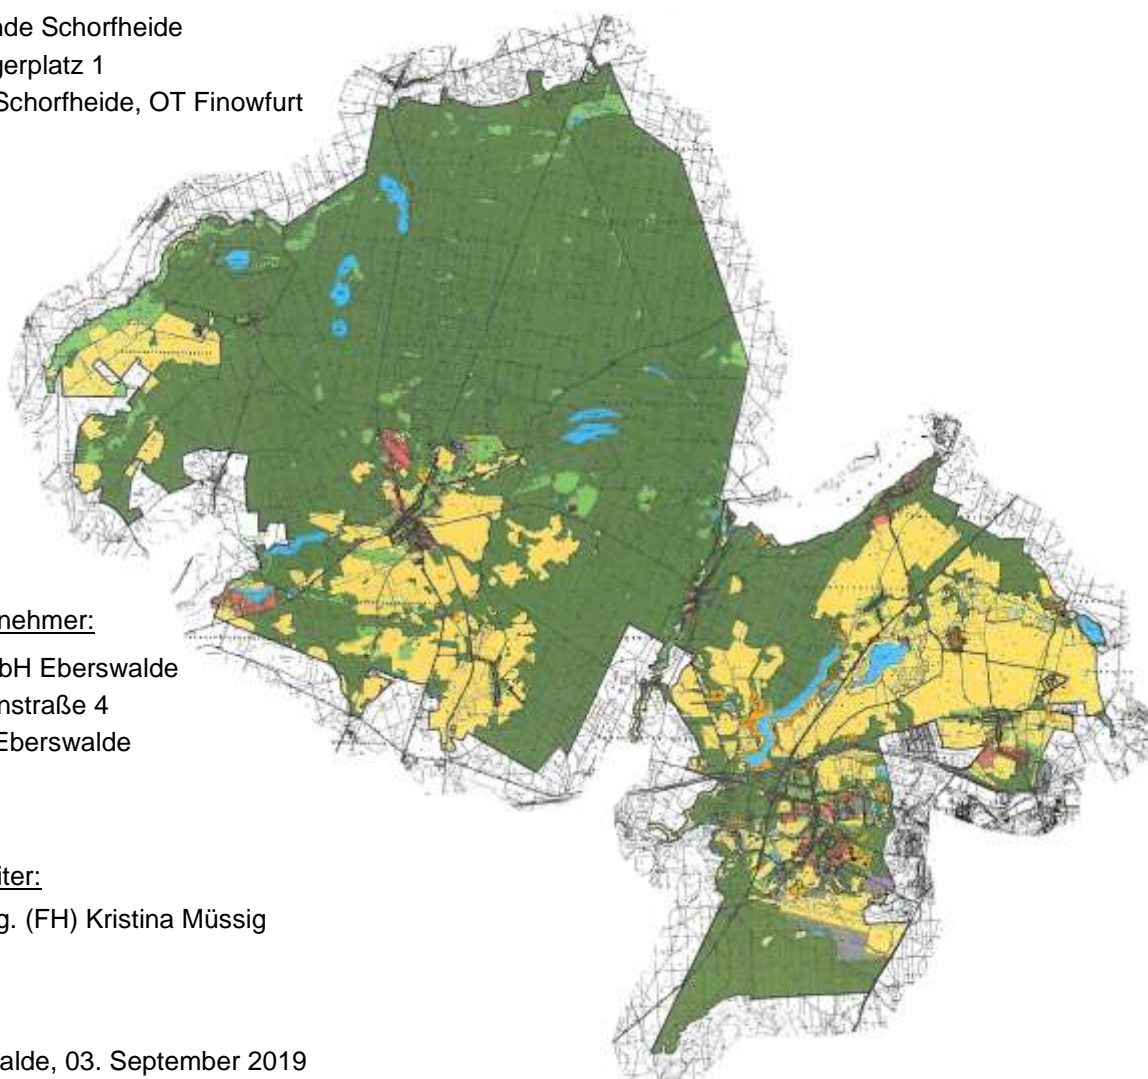 nde Schorfheide
gerplatz 1
Schorfheide, OT Finowfurt
nehmer:
bH Eberswalde
nstraße 4
Eberswalde
iter:
g. (FH) Kristina Müssig
alde, 03. September 2019